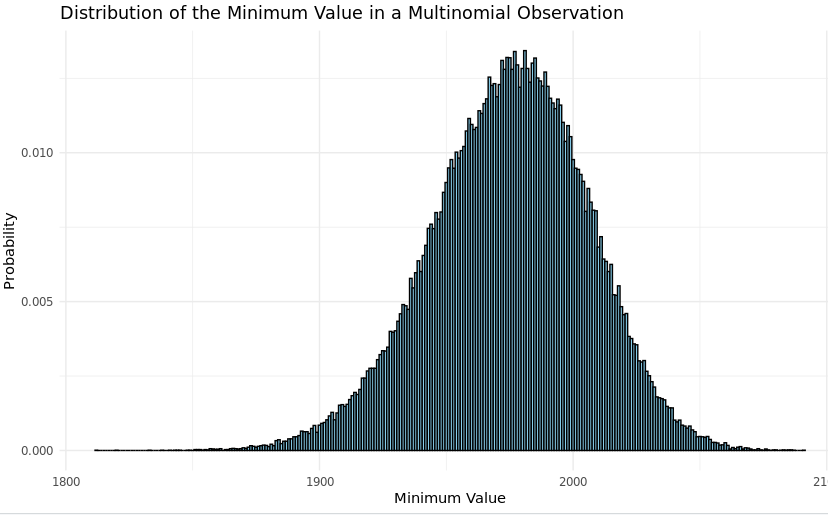 Distribution of the Minimum Value in a Multinomial Observation
Probability
0.010
0.005
0.000
1800 1900 2000 210
Minimum Value